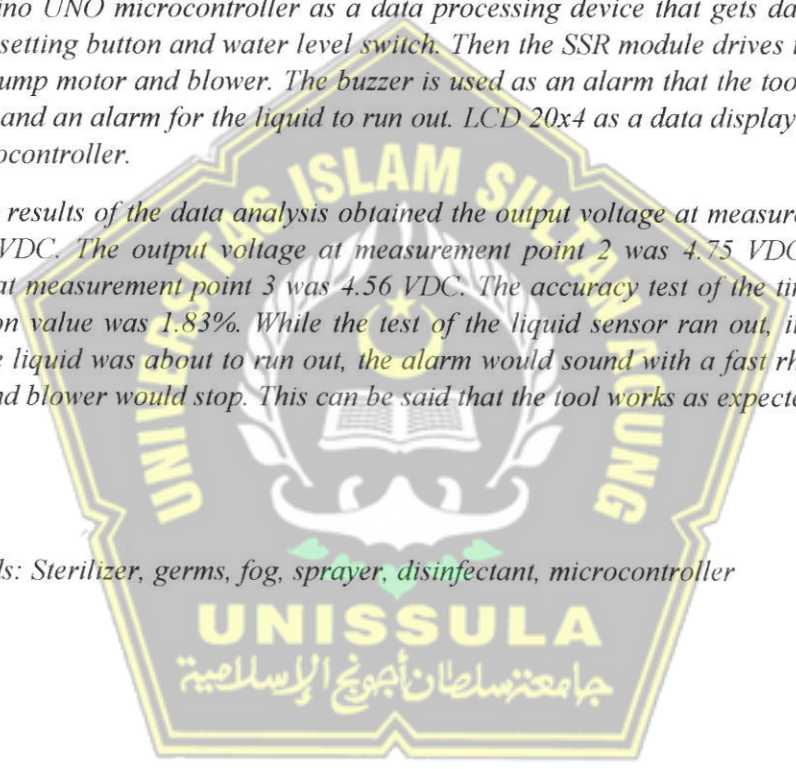 ino UNO microcontroller as a data processing device that gets da
setting button and water level switch. Then the SSR module drives t
ump motor and blower. The buzzer is used as an alarm that the too
and an alarm for the liquid to run out. LCD 20x4 as a data display
ocontroller.
results of the data analysis obtained the output voltage at measure
VDC. The output voltage at measurement point 2 was 4.75 VDC
at measurement point 3 was 4.56 VDC. The accuracy test of the ti
on value was 1.83%. While the test of the liquid sensor ran out, i
e liquid was about to run out, the alarm would sound with a fast rh
nd blower would stop. This can be said that the tool works as expecte
ds: Sterilizer, germs, fog, sprayer, disinfectant, microcontroller
UNIVERSITAS ISLAM SULTAN AGUNG
UNISSULA
جامعة سلطان أجونج الإسلامية